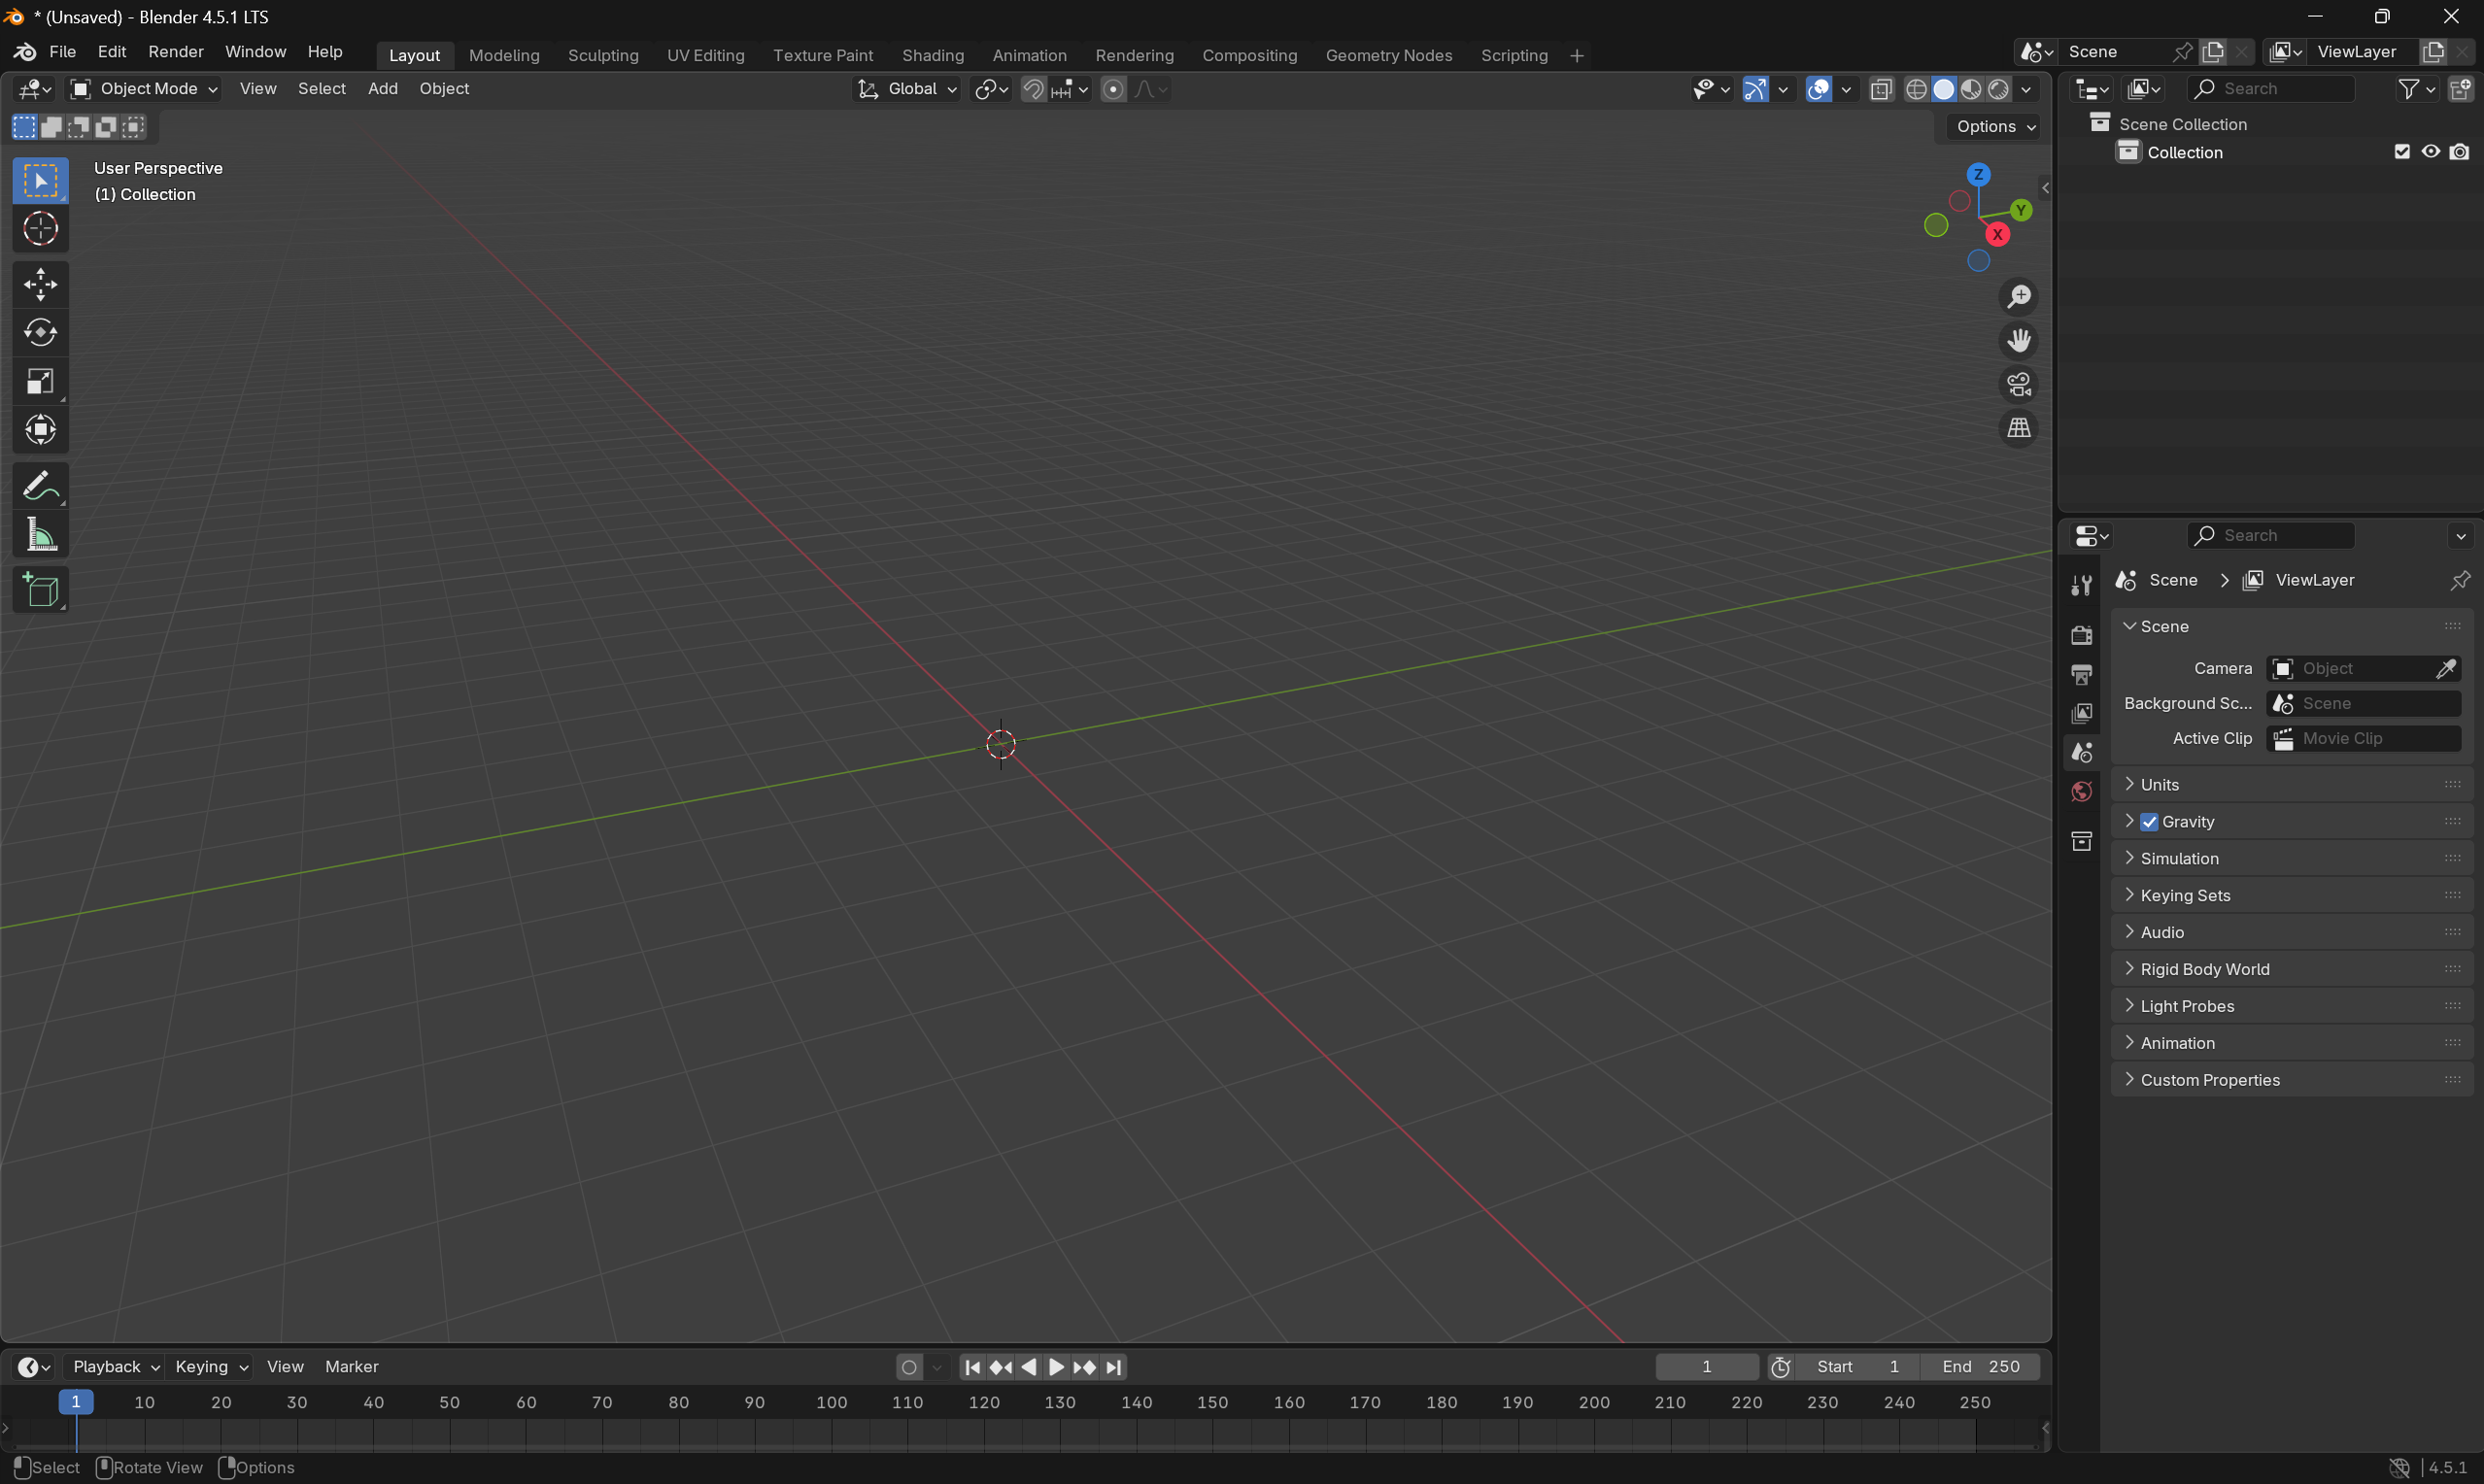 * (Unsaved) - Blender 4.5.1 LTS
File Edit Render Window Help Layout Modeling Sculpting UV Editing Texture Paint Shading Animation Rendering Compositing Geometry Nodes Scripting + Scene ViewLayer
Object Mode View Select Add Object Global Search
Options
User Perspective
(1) Collection
Z
Y
X
Scene Collection
Collection
Search
Scene > ViewLayer
Scene
Camera Object
Background Sc... Scene
Active Clip Movie Clip
Units
Gravity
Simulation
Keying Sets
Audio
Rigid Body World
Light Probes
Animation
Custom Properties
Playback Keying View Marker 1 Start 1 End 250
1 10 20 30 40 50 60 70 80 90 100 110 120 130 140 150 160 170 180 190 200 210 220 230 240 250
Select Rotate View Options 4.5.1